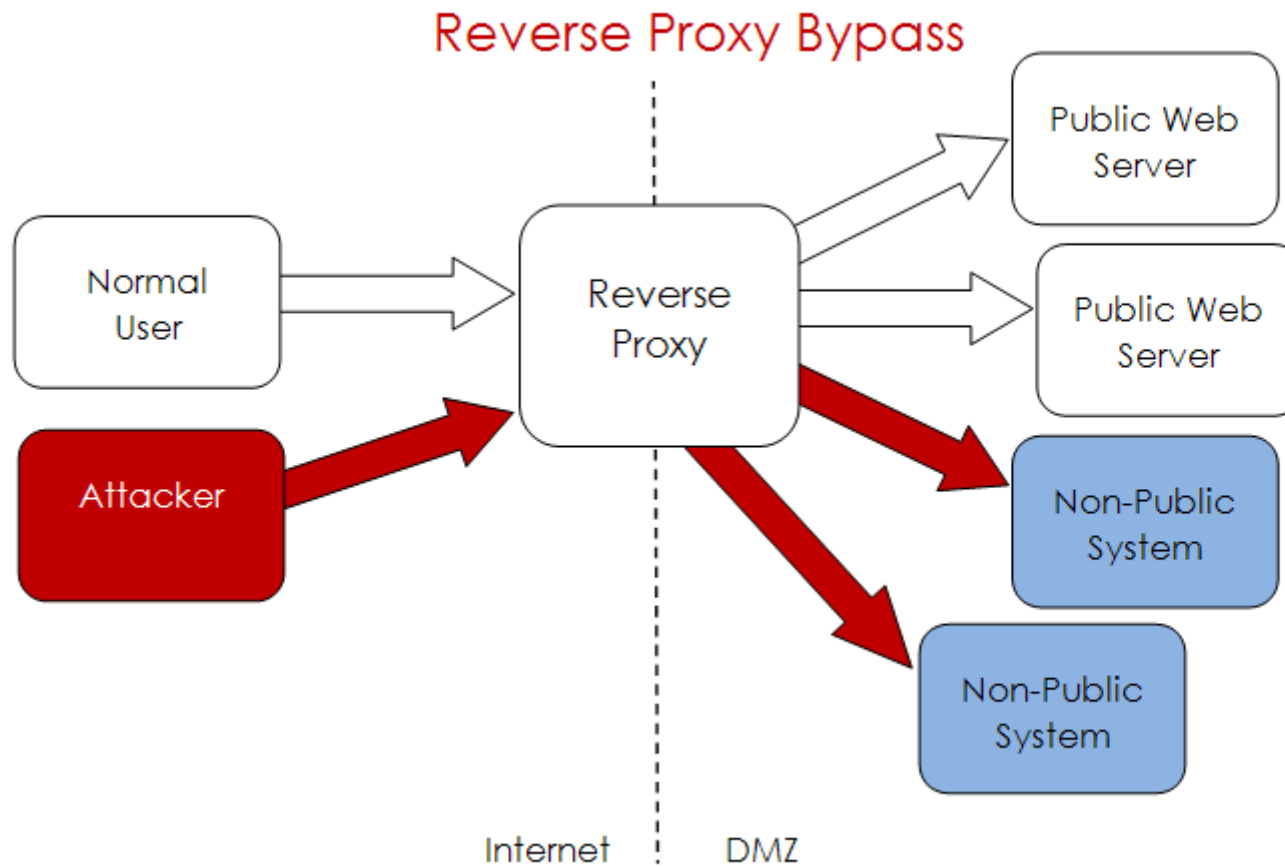 Reverse Proxy Bypass
Public Web
Server
Normal
User
Reverse
Proxy
Public Web
Server
Attacker
Non-Public
System
Non-Public
System
Internet
DMZ